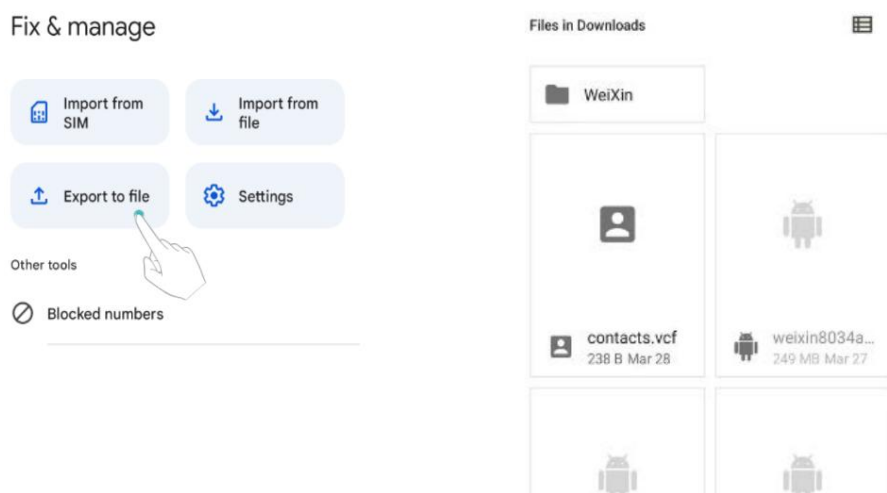 Fix & manage
Import from
SIM
Import from
file
Export to file
Settings
Other tools
Blocked numbers
Files in Downloads
WeiXin
contacts.vcf
238 B Mar 28
weixin8034a...
249 MB Mar 27